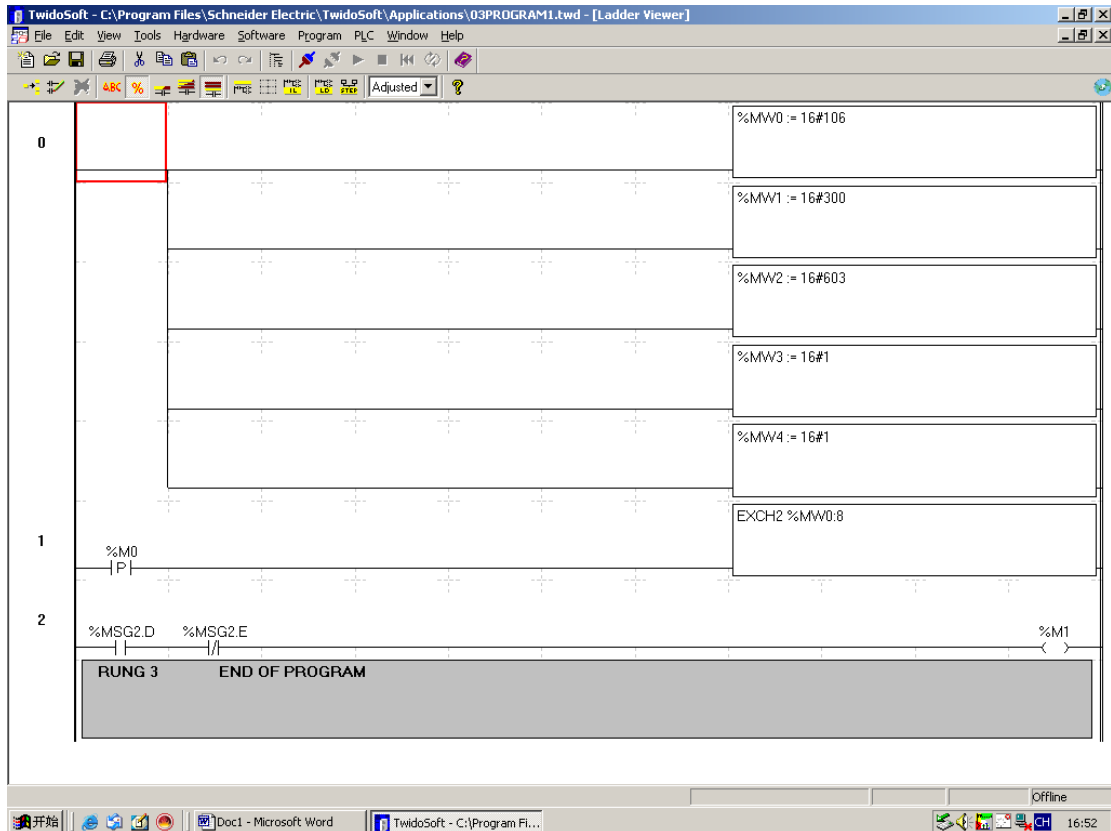 TwidoSoft - C:\Program Files\Schneider Electric\TwidoSoft\Applications\03PROGRAM1.twd - [Ladder Viewer]
File Edit View Tools Hardware Software Program PLC Window Help
ABC % Adjusted ?
0
%MW0 := 16#106
%MW1 := 16#300
%MW2 := 16#603
%MW3 := 16#1
%MW4 := 16#1
EXCH2 %MW0:8
1
%M0
P
2
%MSG2.D %MSG2.E %M1
RUNG 3 END OF PROGRAM
Offline
开始 Doc1 - Microsoft Word TwidoSoft - C:\Program Fi... CH 16:52